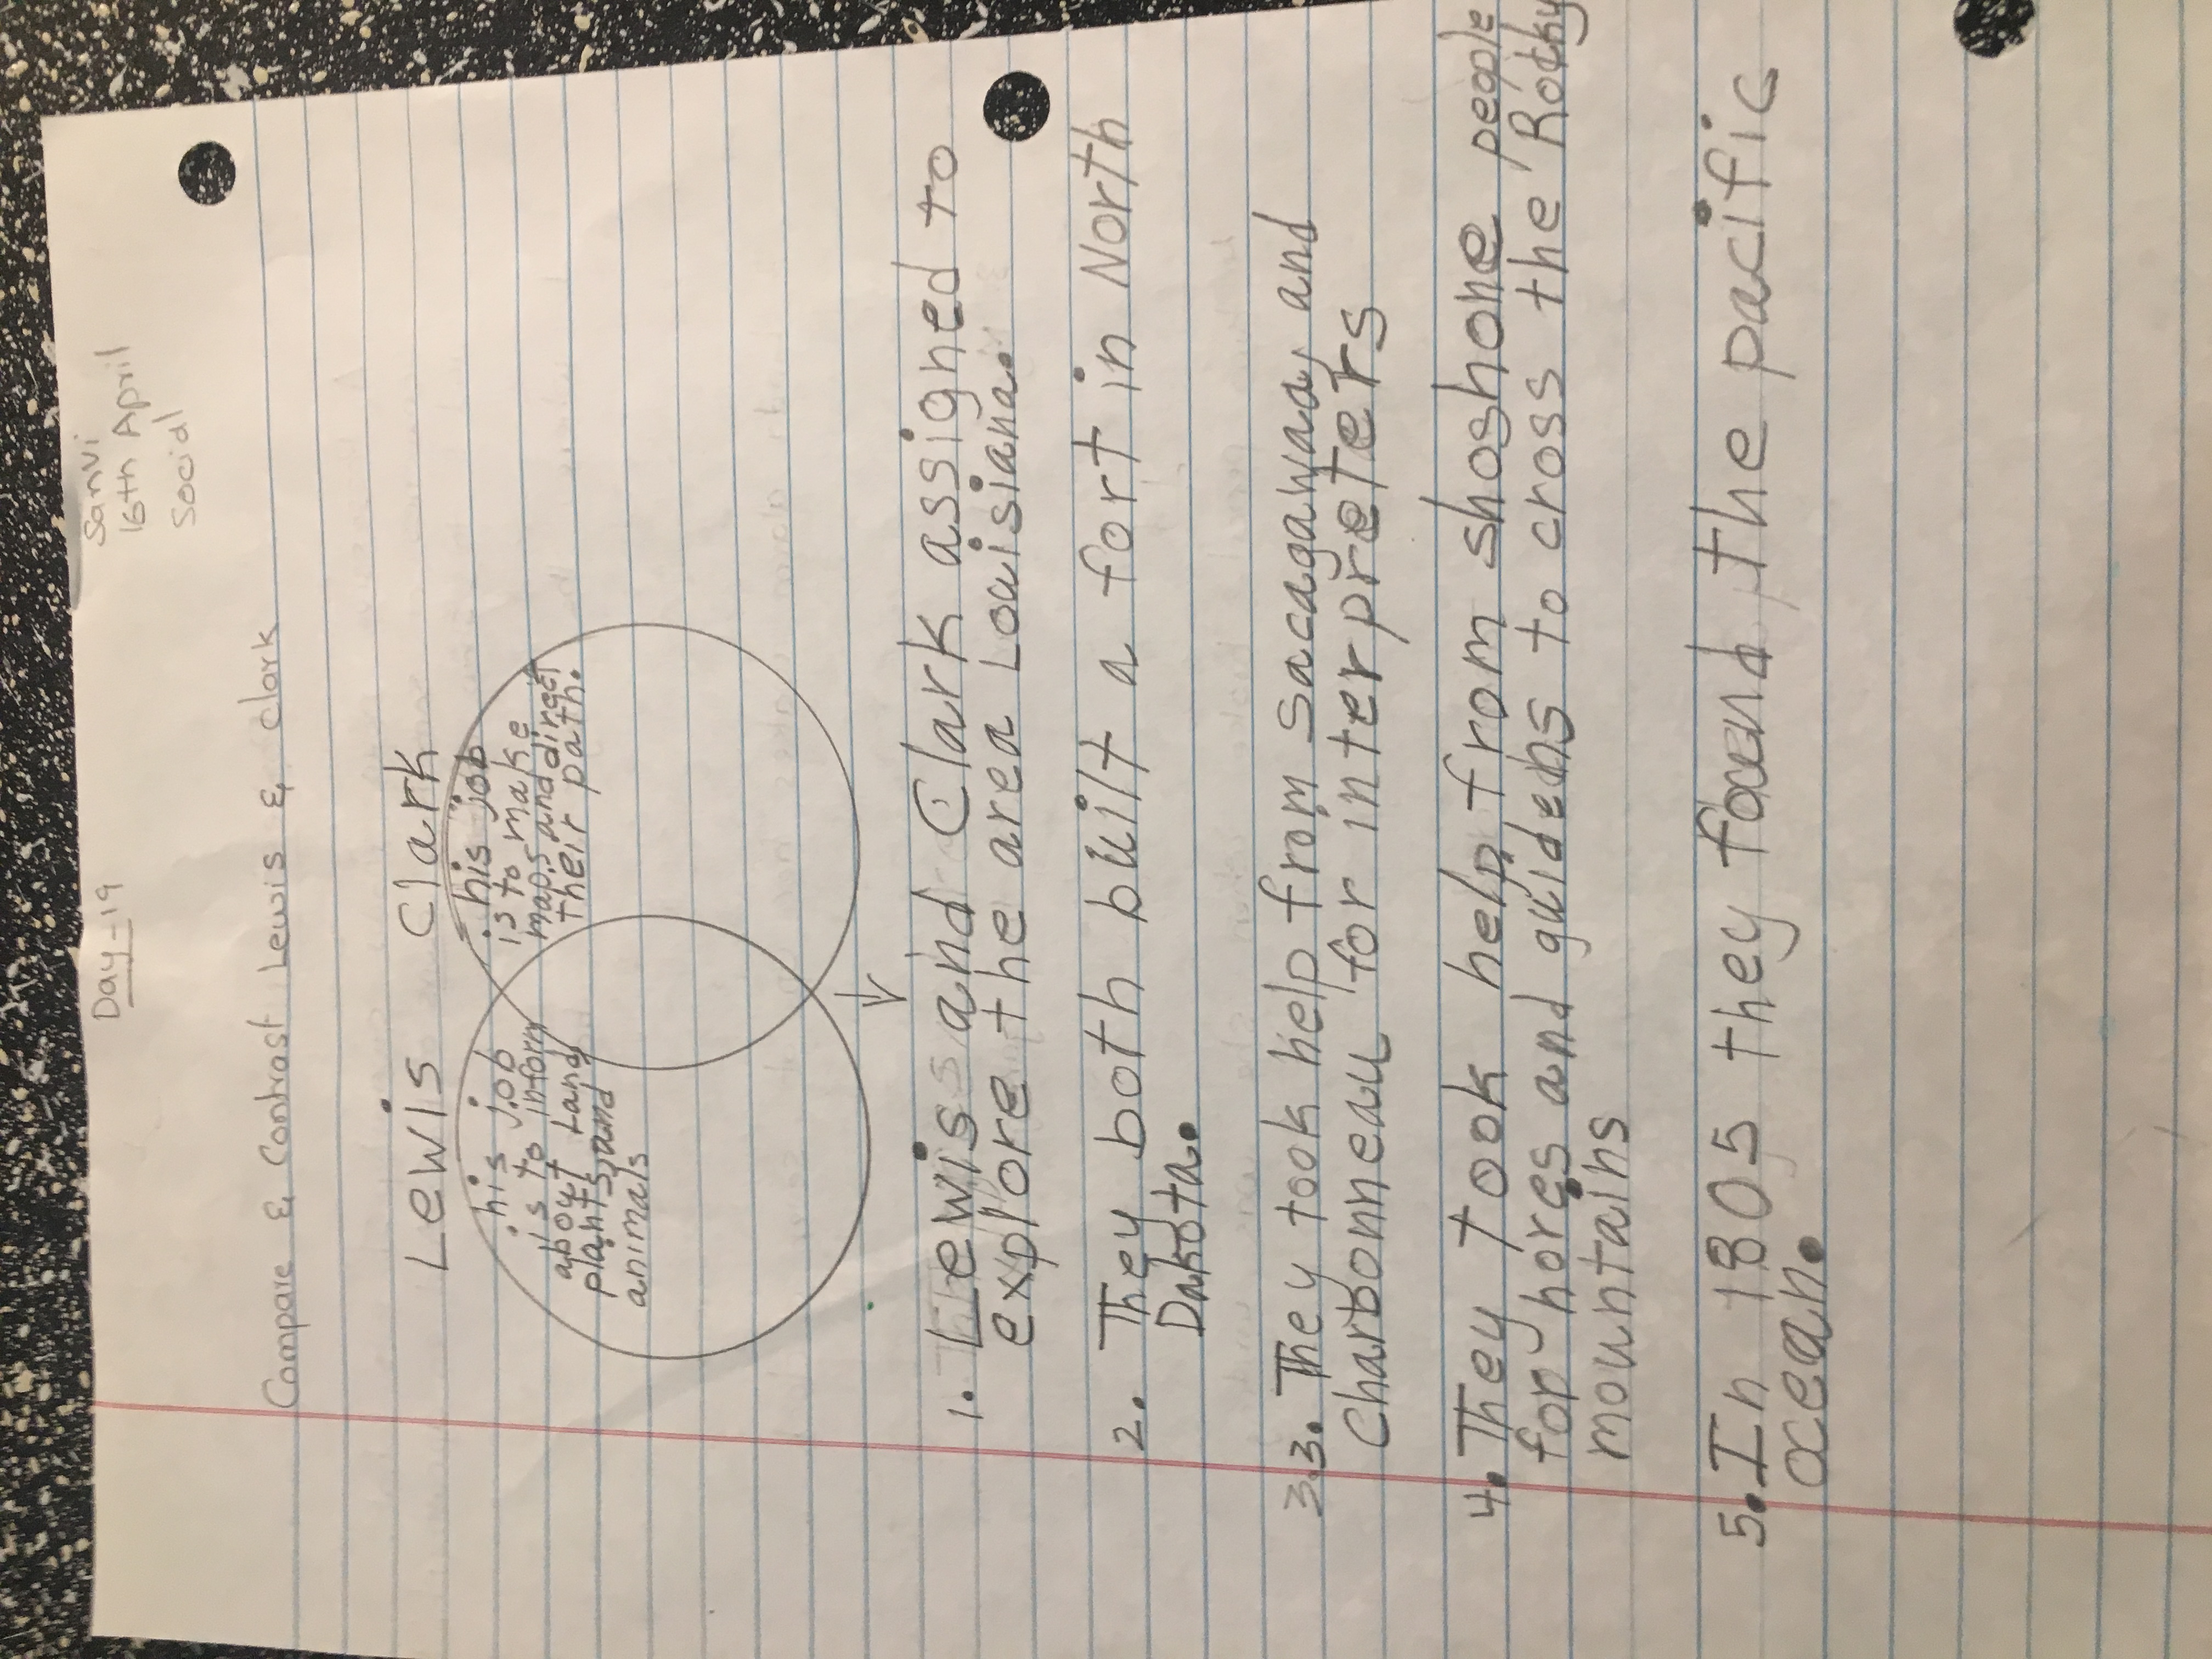 Day-19
Sanvi
16th April
Social
Compare & Contrast Lewis & Clark
Lewis Clark
. his job
is to inform
about Land
plants, and
animals
. his job
is to make
maps and direct
their path.
1. Lewis and Clark assigned to
explore the area Louisiana.
2. They both built a fort in North
Dakota.
3.3. They took help from Sacagawaa, and
Charbonneau for interpreters
4. They took help from shoshone people
for horces and guidens to cross the Rocky
mountains
5. In 1805 they found the pacific
ocean.